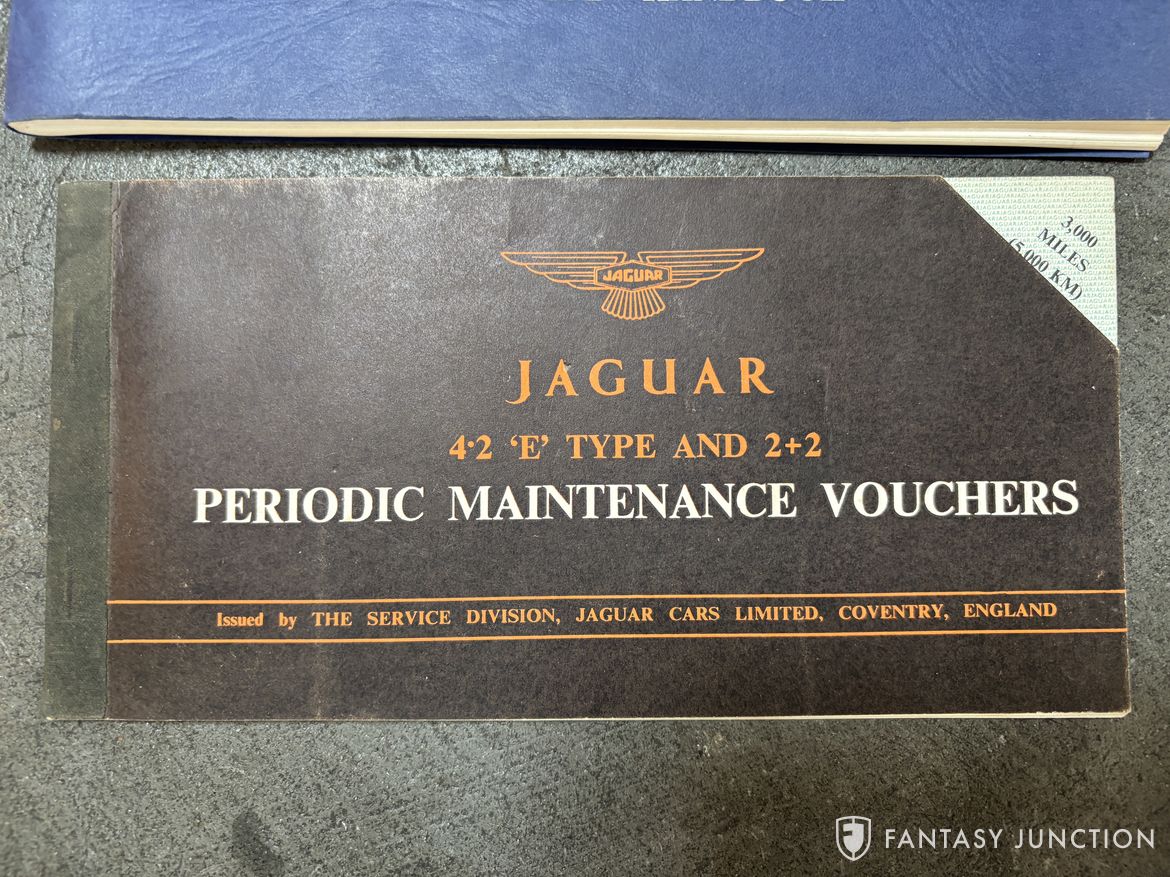 HANDBOOK
3,000
MILES
(5,000 KM)
JAGUAR
JAGUAR
4·2 ‘E’ TYPE AND 2+2
PERIODIC MAINTENANCE VOUCHERS
Issued by THE SERVICE DIVISION, JAGUAR CARS LIMITED, COVENTRY, ENGLAND
FANTASY JUNCTION